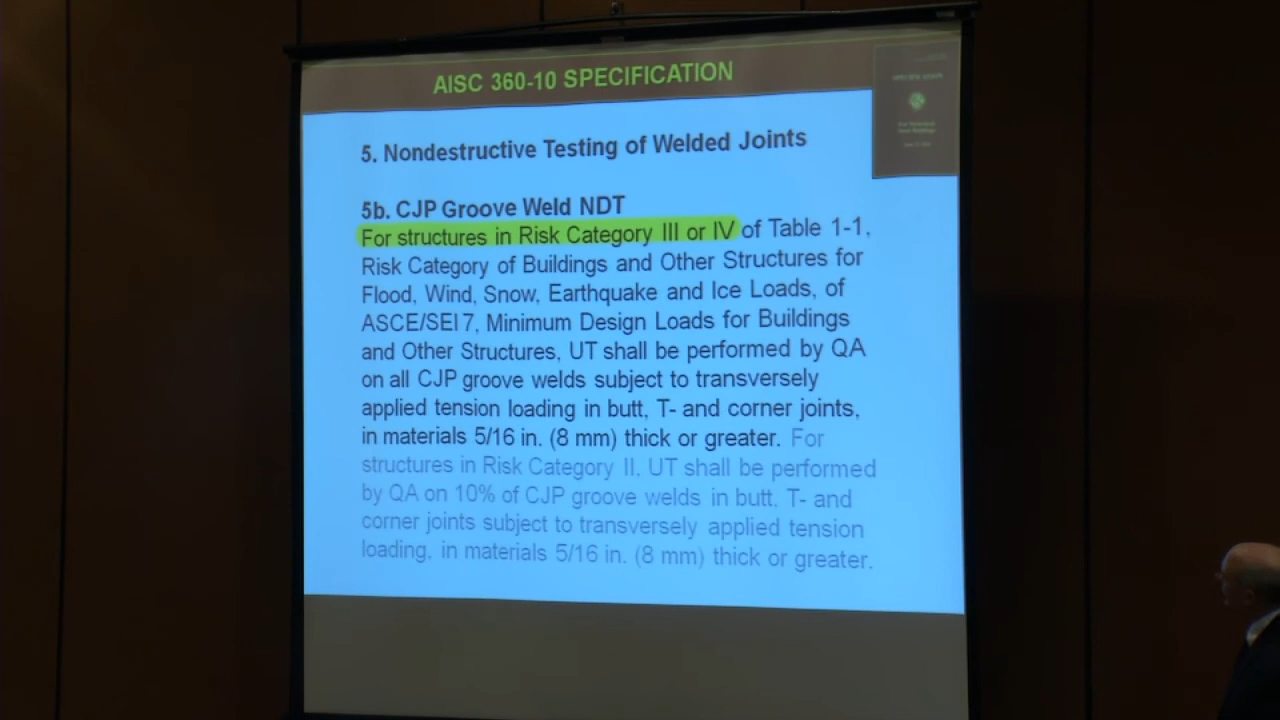 AISC 360-10 SPECIFICATION
5. Nondestructive Testing of Welded Joints
5b. CJP Groove Weld NDT
For structures in Risk Category III or IV of Table 1-1,
Risk Category of Buildings and Other Structures for
Flood, Wind, Snow, Earthquake and Ice Loads, of
ASCE/SEI 7, Minimum Design Loads for Buildings
and Other Structures, UT shall be performed by QA
on all CJP groove welds subject to transversely
applied tension loading in butt, T- and corner joints,
in materials 5/16 in. (8 mm) thick or greater. For
structures in Risk Category II, UT shall be performed
by QA on 10% of CJP groove welds in butt, T- and
corner joints subject to transversely applied tension
loading, in materials 5/16 in. (8 mm) thick or greater.